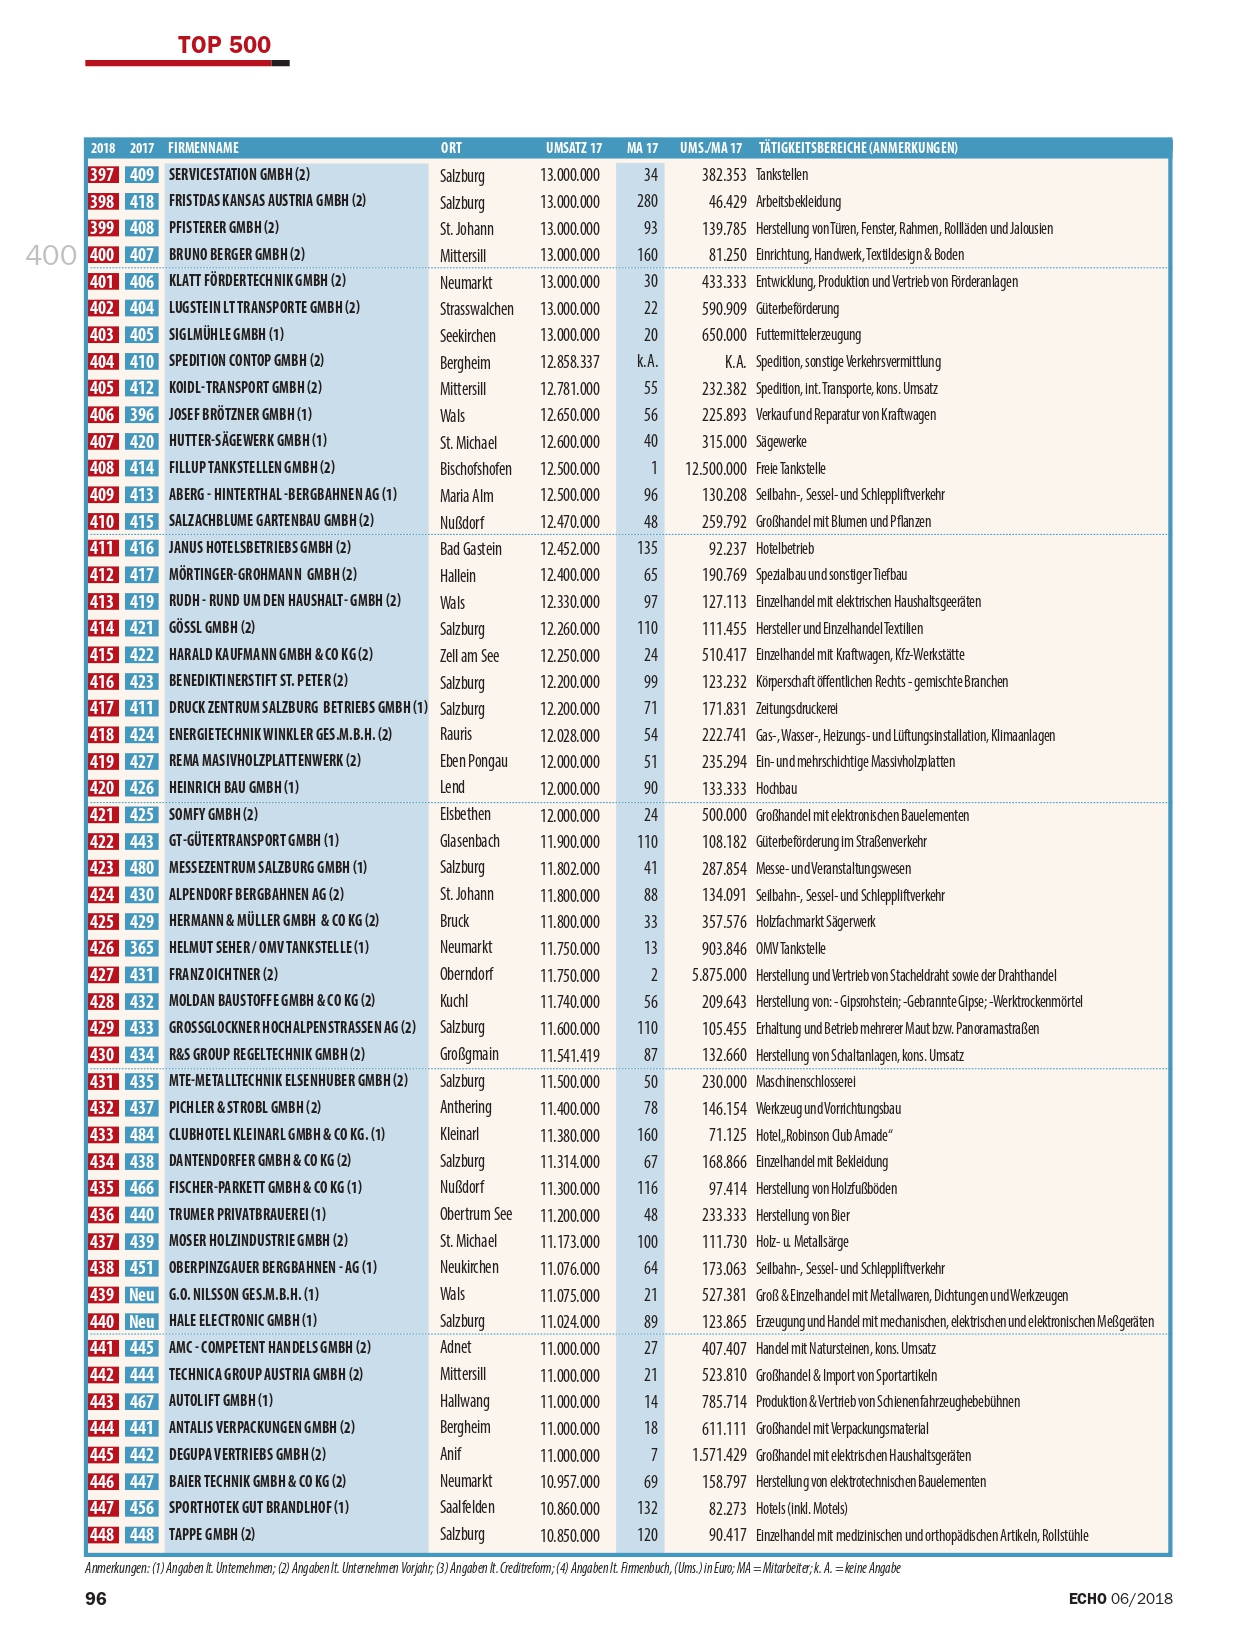 TOP 500
2018 2017 FIRMENNAME ORT UMSATZ 17 MA 17 UMS./MA 17 TÄTIGKEITSBEREICHE (ANMERKUNGEN)
397 409 SERVICESTATION GMBH (2) Salzburg 13.000.000 34 382.353 Tankstellen
398 418 FRISTDAS KANSAS AUSTRIA GMBH (2) Salzburg 13.000.000 280 46.429 Arbeitsbekleidung
399 408 PFISTERER GMBH (2) St. Johann 13.000.000 93 139.785 Herstellung von Türen, Fenster, Rahmen, Rollläden und Jalousien
400 400 407 BRUNO BERGER GMBH (2) Mittersill 13.000.000 160 81.250 Einrichtung, Handwerk, Textildesign & Boden
401 406 KLATT FÖRDERTECHNIK GMBH (2) Neumarkt 13.000.000 30 433.333 Entwicklung, Produktion und Vertrieb von Förderanlagen
402 404 LUGSTEIN LT TRANSPORTE GMBH (2) Strasswalchen 13.000.000 22 590.909 Güterbeförderung
403 405 SIGLMÜHLE GMBH (1) Seekirchen 13.000.000 20 650.000 Futtermittelerzeugung
404 410 SPEDITION CONTOP GMBH (2) Bergheim 12.858.337 k.A. K.A. Spedition, sonstige Verkehrsvermittlung
405 412 KOIDL-TRANSPORT GMBH (2) Mittersill 12.781.000 55 232.382 Spedition, int. Transporte, kons. Umsatz
406 396 JOSEF BRÖTZNER GMBH (1) Wals 12.650.000 56 225.893 Verkauf und Reparatur von Kraftwagen
407 420 HUTTER-SÄGEWERK GMBH (1) St. Michael 12.600.000 40 315.000 Sägewerke
408 414 FILLUP TANKSTELLEN GMBH (2) Bischofshofen 12.500.000 1 12.500.000 Freie Tankstelle
409 413 ABERG - HINTERTHAL -BERGBAHNEN AG (1) Maria Alm 12.500.000 96 130.208 Seilbahn-, Sessel- und Schleppliftverkehr
410 415 SALZACHBLUME GARTENBAU GMBH (2) Nußdorf 12.470.000 48 259.792 Großhandel mit Blumen und Pflanzen
411 416 JANUS HOTELSBETRIEBS GMBH (2) Bad Gastein 12.452.000 135 92.237 Hotelbetrieb
412 417 MÖRTINGER-GROHMANN GMBH (2) Hallein 12.400.000 65 190.769 Spezialbau und sonstiger Tiefbau
413 419 RUDH - RUND UM DEN HAUSHALT- GMBH (2) Wals 12.330.000 97 127.113 Einzelhandel mit elektrischen Haushaltsgeeräten
414 421 GÖSSL GMBH (2) Salzburg 12.260.000 110 111.455 Hersteller und Einzelhandel Textilien
415 422 HARALD KAUFMANN GMBH & CO KG (2) Zell am See 12.250.000 24 510.417 Einzelhandel mit Kraftwagen, Kfz-Werkstätte
416 423 BENEDIKTINERSTIFT ST. PETER (2) Salzburg 12.200.000 99 123.232 Körperschaft öffentlichen Rechts - gemischte Branchen
417 411 DRUCK ZENTRUM SALZBURG BETRIEBS GMBH (1) Salzburg 12.200.000 71 171.831 Zeitungsdruckerei
418 424 ENERGIETECHNIK WINKLER GES.M.B.H. (2) Rauris 12.028.000 54 222.741 Gas-, Wasser-, Heizungs- und Lüftungsinstallation, Klimaanlagen
419 427 REMA MASIVHOLZPLATTENWERK (2) Eben Pongau 12.000.000 51 235.294 Ein- und mehrschichtige Massivholzplatten
420 426 HEINRICH BAU GMBH (1) Lend 12.000.000 90 133.333 Hochbau
421 425 SOMFY GMBH (2) Elsbethen 12.000.000 24 500.000 Großhandel mit elektronischen Bauelementen
422 443 GT-GÜTERTRANSPORT GMBH (1) Glasenbach 11.900.000 110 108.182 Güterbeförderung im Straßenverkehr
423 480 MESSEZENTRUM SALZBURG GMBH (1) Salzburg 11.802.000 41 287.854 Messe- und Veranstaltungswesen
424 430 ALPENDORF BERGBAHNEN AG (2) St. Johann 11.800.000 88 134.091 Seilbahn-, Sessel- und Schleppliftverkehr
425 429 HERMANN & MÜLLER GMBH & CO KG (2) Bruck 11.800.000 33 357.576 Holzfachmarkt Sägerwerk
426 365 HELMUT SEHER / OMV TANKSTELLE (1) Neumarkt 11.750.000 13 903.846 OMV Tankstelle
427 431 FRANZ OICHTNER (2) Oberndorf 11.750.000 2 5.875.000 Herstellung und Vertrieb von Stacheldraht sowie der Drahthandel
428 432 MOLDAN BAUSTOFFE GMBH & CO KG (2) Kuchl 11.740.000 56 209.643 Herstellung von: - Gipsrohstein; -Gebrannte Gipse; -Werktrockenmörtel
429 433 GROSSGLOCKNER HOCHALPENSTRASSEN AG (2) Salzburg 11.600.000 110 105.455 Erhaltung und Betrieb mehrerer Maut bzw. Panoramastraßen
430 434 R&S GROUP REGELTECHNIK GMBH (2) Großgmain 11.541.419 87 132.660 Herstellung von Schaltanlagen, kons. Umsatz
431 435 MTE-METALLTECHNIK ELSENHUBER GMBH (2) Salzburg 11.500.000 50 230.000 Maschinenschlosserei
432 437 PICHLER & STROBL GMBH (2) Anthering 11.400.000 78 146.154 Werkzeug und Vorrichtungsbau
433 484 CLUBHOTEL KLEINARL GMBH & CO KG. (1) Kleinarl 11.380.000 160 71.125 Hotel „Robinson Club Amade“
434 438 DANTENDORFER GMBH & CO KG (2) Salzburg 11.314.000 67 168.866 Einzelhandel mit Bekleidung
435 466 FISCHER-PARKETT GMBH & CO KG (1) Nußdorf 11.300.000 116 97.414 Herstellung von Holzfußböden
436 440 TRUMER PRIVATBRAUEREI (1) Obertrum See 11.200.000 48 233.333 Herstellung von Bier
437 439 MOSER HOLZINDUSTRIE GMBH (2) St. Michael 11.173.000 100 111.730 Holz- u. Metallsärge
438 451 OBERPINZGAUER BERGBAHNEN - AG (1) Neukirchen 11.076.000 64 173.063 Seilbahn-, Sessel- und Schleppliftverkehr
439 Neu G.O. NILSSON GES.M.B.H. (1) Wals 11.075.000 21 527.381 Groß & Einzelhandel mit Metallwaren, Dichtungen und Werkzeugen
440 Neu HALE ELECTRONIC GMBH (1) Salzburg 11.024.000 89 123.865 Erzeugung und Handel mit mechanischen, elektrischen und elektronischen Meßgeräten
441 445 AMC - COMPETENT HANDELS GMBH (2) Adnet 11.000.000 27 407.407 Handel mit Natursteinen, kons. Umsatz
442 444 TECHNICA GROUP AUSTRIA GMBH (2) Mittersill 11.000.000 21 523.810 Großhandel & Import von Sportartikeln
443 467 AUTOLIFT GMBH (1) Hallwang 11.000.000 14 785.714 Produktion & Vertrieb von Schienenfahrzeughebebühnen
444 441 ANTALIS VERPACKUNGEN GMBH (2) Bergheim 11.000.000 18 611.111 Großhandel mit Verpackungsmaterial
445 442 DEGUPA VERTRIEBS GMBH (2) Anif 11.000.000 7 1.571.429 Großhandel mit elektrischen Haushaltsgeräten
446 447 BAIER TECHNIK GMBH & CO KG (2) Neumarkt 10.957.000 69 158.797 Herstellung von elektrotechnischen Bauelementen
447 456 SPORTHOTEK GUT BRANDLHOF (1) Saalfelden 10.860.000 132 82.273 Hotels (inkl. Motels)
448 448 TAPPE GMBH (2) Salzburg 10.850.000 120 90.417 Einzelhandel mit medizinischen und orthopädischen Artikeln, Rollstühle
Anmerkungen: (1) Angaben lt. Unternehmen; (2) Angaben lt. Unternehmen Vorjahr; (3) Angaben lt. Creditreform; (4) Angaben lt. Firmenbuch, (Ums.) in Euro; MA = Mitarbeiter; k. A. = keine Angabe
96 ECHO 06/2018